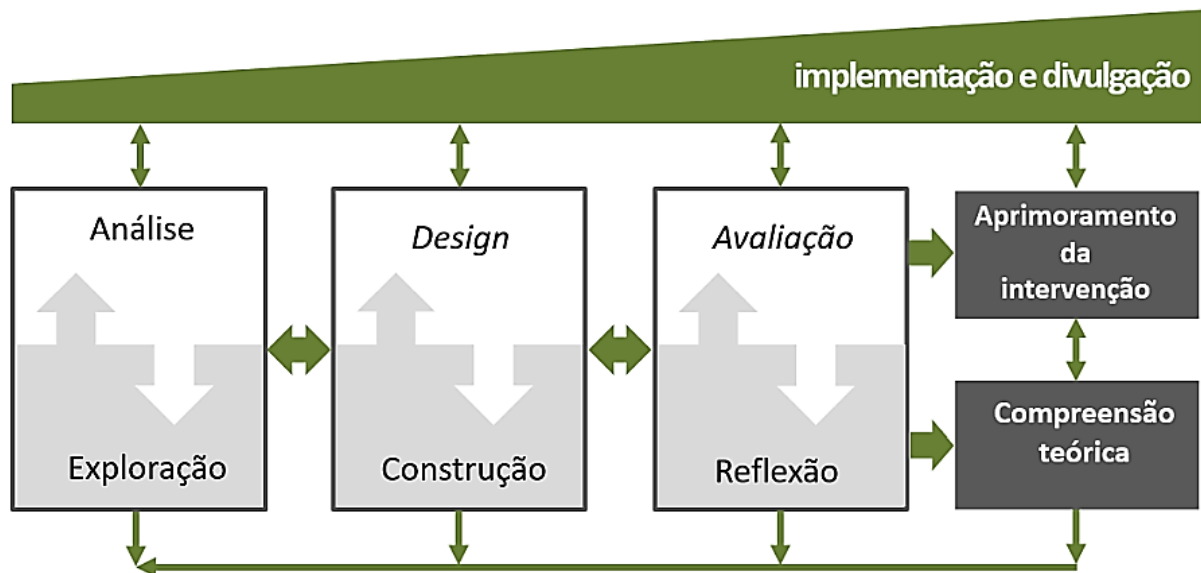 implementação e divulgação
Análise
Exploração
Design
Construção
Avaliação
Reflexão
Aprimoramento
da
intervenção
Compreensão
teórica